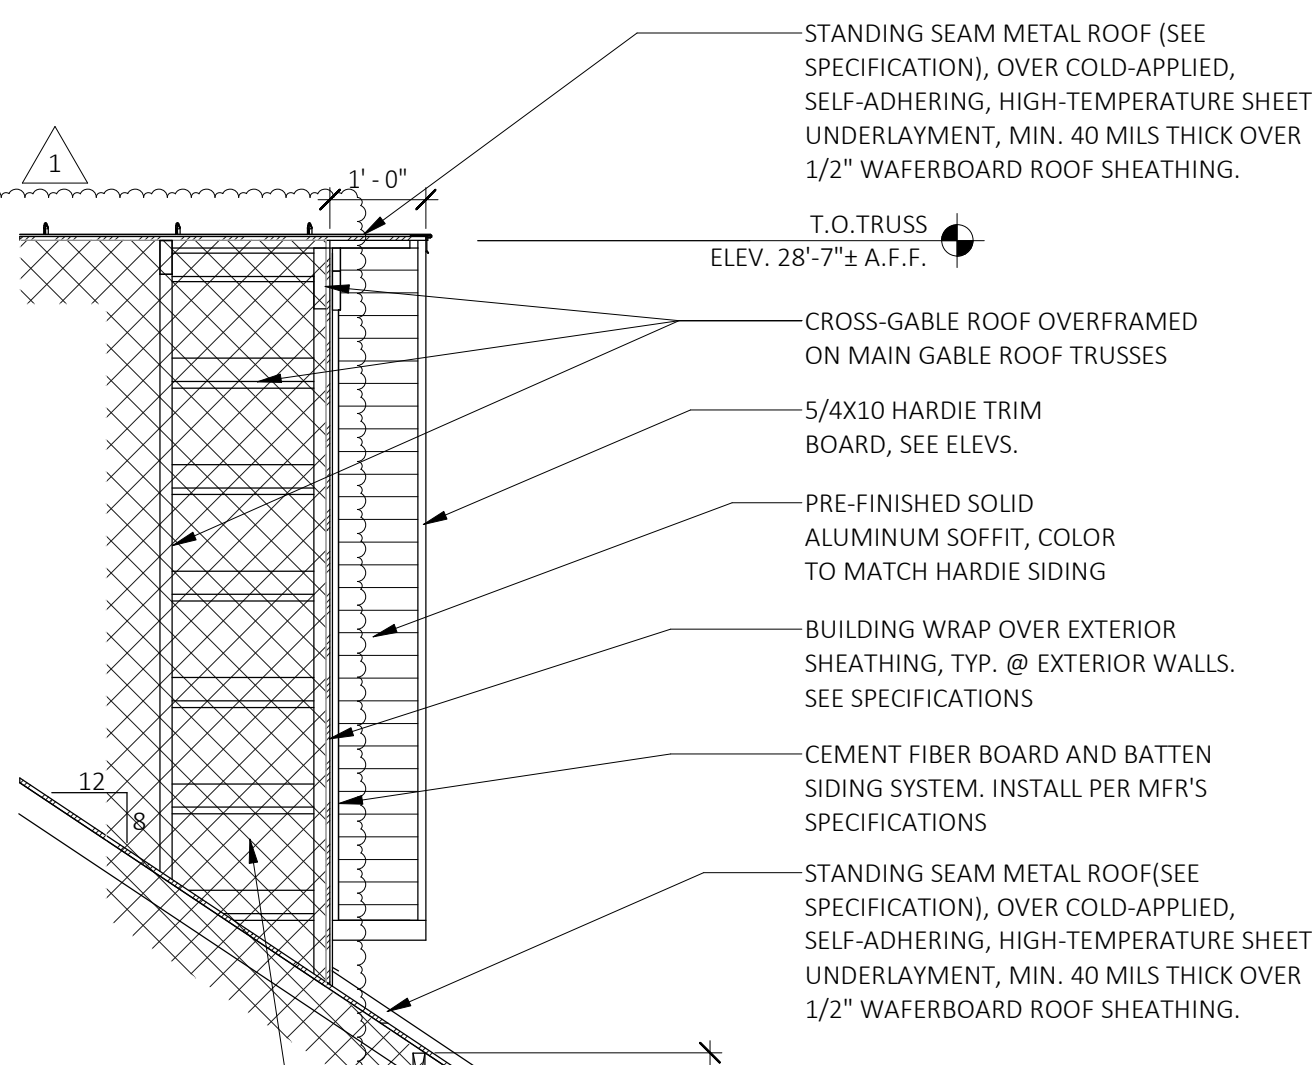 STANDING SEAM METAL ROOF (SEE
SPECIFICATION), OVER COLD-APPLIED,
SELF-ADHERING, HIGH-TEMPERATURE SHEET
UNDERLAYMENT, MIN. 40 MILS THICK OVER
1/2" WAFERBOARD ROOF SHEATHING.
1
1' - 0"
T.O.TRUSS
ELEV. 28'-7"± A.F.F.
CROSS-GABLE ROOF OVERFRAMED
ON MAIN GABLE ROOF TRUSSES
5/4X10 HARDIE TRIM
BOARD, SEE ELEVS.
PRE-FINISHED SOLID
ALUMINUM SOFFIT, COLOR
TO MATCH HARDIE SIDING
BUILDING WRAP OVER EXTERIOR
SHEATHING, TYP. @ EXTERIOR WALLS.
SEE SPECIFICATIONS
CEMENT FIBER BOARD AND BATTEN
SIDING SYSTEM. INSTALL PER MFR'S
SPECIFICATIONS
12
8
STANDING SEAM METAL ROOF(SEE
SPECIFICATION), OVER COLD-APPLIED,
SELF-ADHERING, HIGH-TEMPERATURE SHEET
UNDERLAYMENT, MIN. 40 MILS THICK OVER
1/2" WAFERBOARD ROOF SHEATHING.